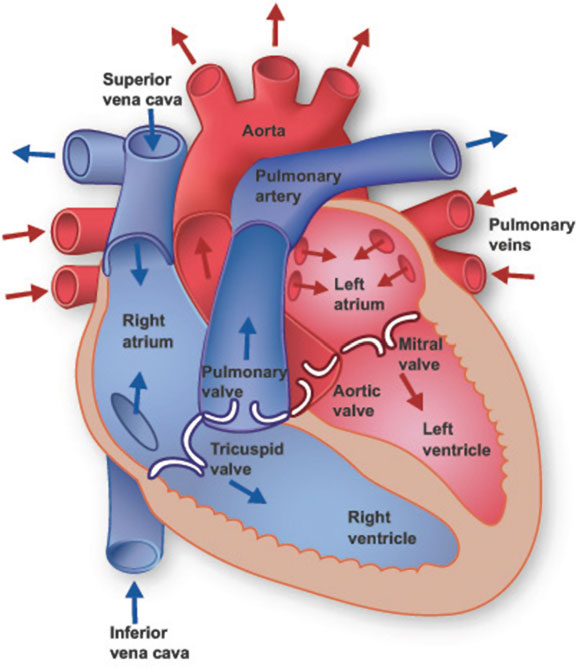 Superior
vena cava
Aorta
Pulmonary
artery
Pulmonary
veins
Left
atrium
Right
atrium
Mitral
valve
Pulmonary
valve
Aortic
valve
Left
ventricle
Tricuspid
valve
Right
ventricle
Inferior
vena cava